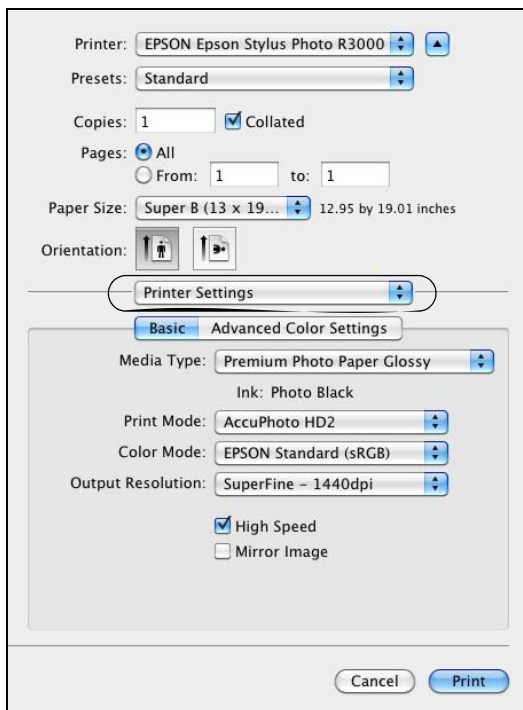 Printer: EPSON Epson Stylus Photo R3000
Presets: Standard
Copies: 1 Collated
Pages: All
From: 1 to: 1
Paper Size: Super B (13 x 19... 12.95 by 19.01 inches
Orientation:
Printer Settings
Basic Advanced Color Settings
Media Type: Premium Photo Paper Glossy
Ink: Photo Black
Print Mode: AccuPhoto HD2
Color Mode: EPSON Standard (sRGB)
Output Resolution: SuperFine – 1440dpi
High Speed
Mirror Image
Cancel Print